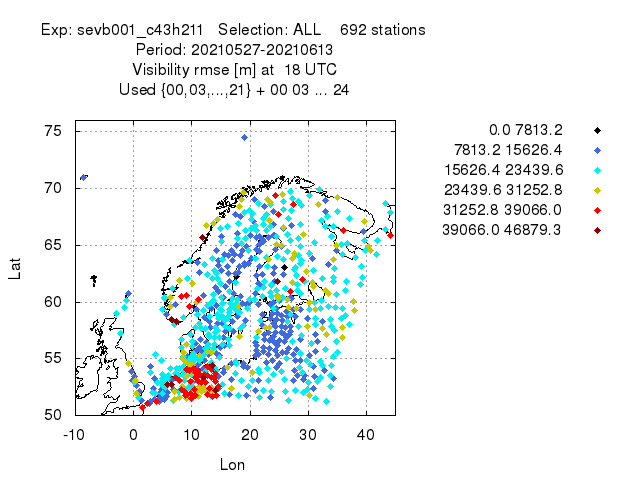 Exp: sevb001_c43h211   Selection: ALL    692 stations
Period: 20210527-20210613
Visibility rmse [m] at  18 UTC
Used {00,03,...,21} + 00 03 ... 24
0.0 7813.2
7813.2 15626.4
15626.4 23439.6
23439.6 31252.8
31252.8 39066.0
39066.0 46879.3
75
70
65
60
55
50
Lat
-10 0 10 20 30 40
Lon